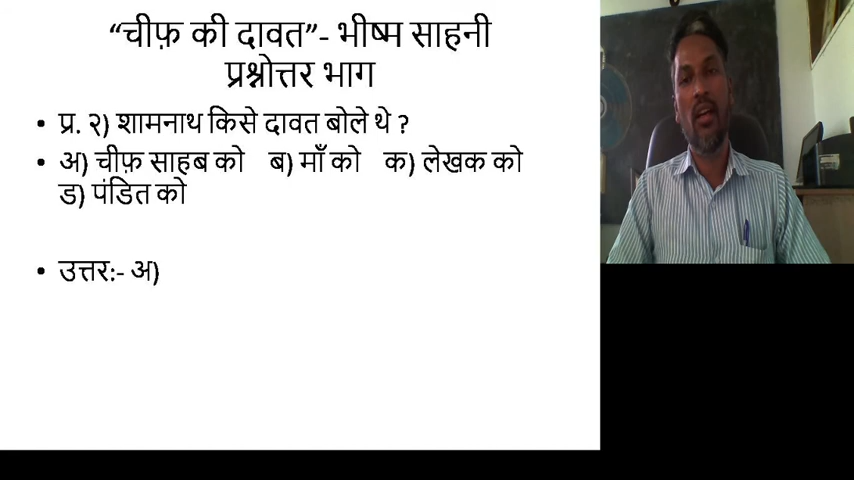 “चीफ़ की दावत”- भीष्म साहनी
प्रश्नोत्तर भाग
• प्र. २) शामनाथ किसे दावत बोले थे ?
• अ) चीफ़ साहब को ब) माँ को क) लेखक को
ड) पंडित को
• उत्तर:- अ)